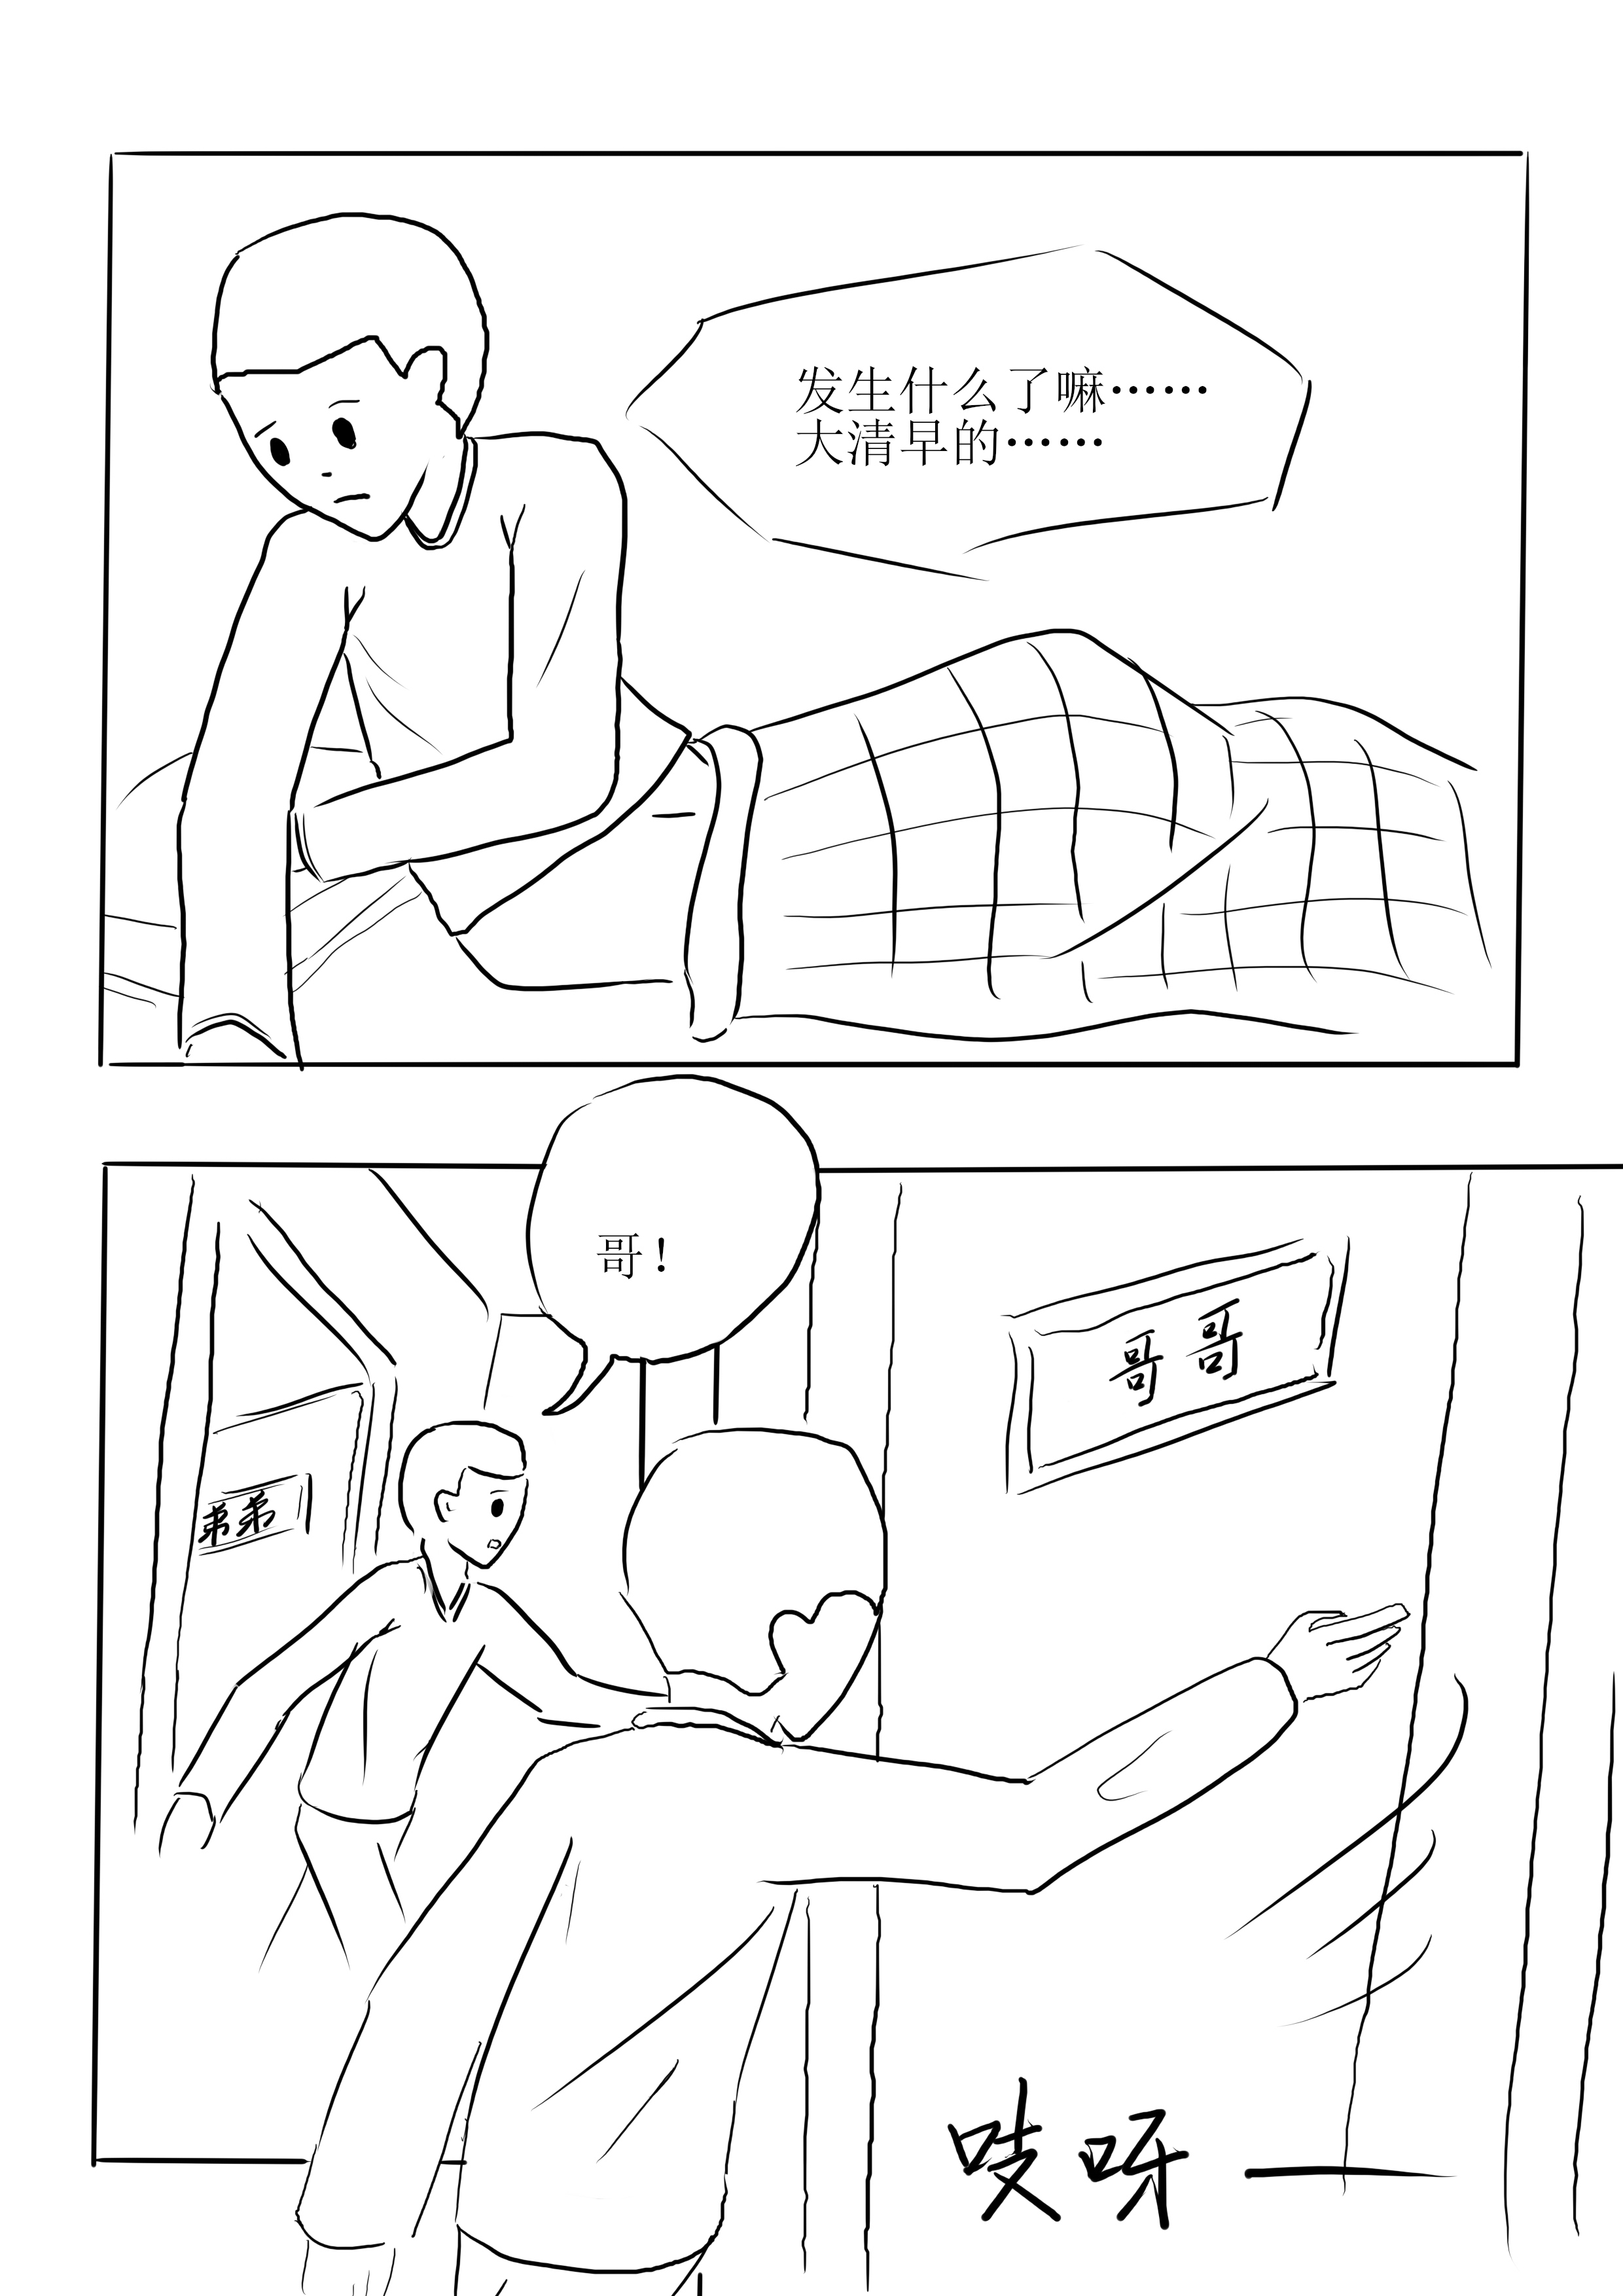 发生什么了嘛……
大清早的……
哥！
哥哥
弟弟
吱呀——